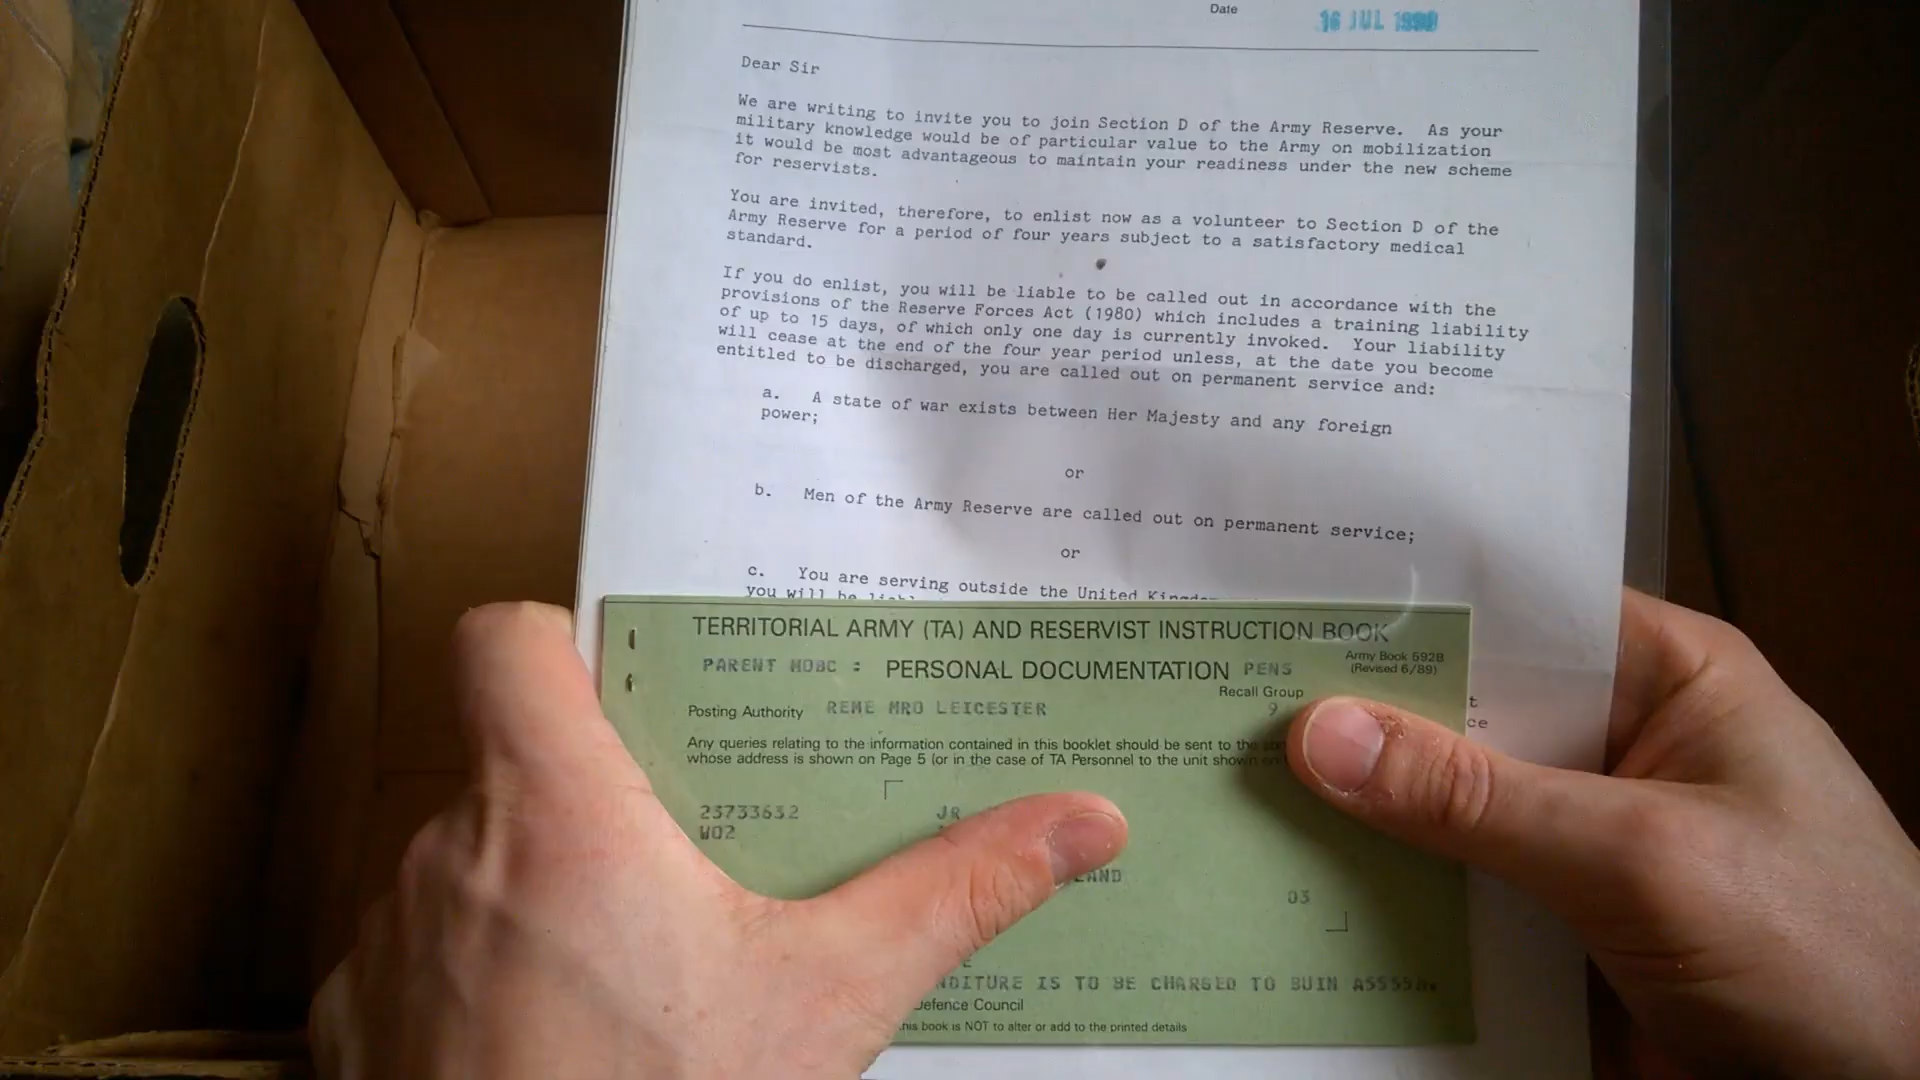 Date
16 JUL 1990
Dear Sir
We are writing to invite you to join Section D of the Army Reserve. As your
military knowledge would be of particular value to the Army on mobilization
it would be most advantageous to maintain your readiness under the new scheme
for reservists.
You are invited, therefore, to enlist now as a volunteer to Section D of the
Army Reserve for a period of four years subject to a satisfactory medical
standard.
If you do enlist, you will be liable to be called out in accordance with the
provisions of the Reserve Forces Act (1980) which includes a training liability
of up to 15 days, of which only one day is currently invoked. Your liability
will cease at the end of the four year period unless, at the date you become
entitled to be discharged, you are called out on permanent service and:
a. A state of war exists between Her Majesty and any foreign
power;
or
b. Men of the Army Reserve are called out on permanent service;
or
c. You are serving outside the United
you will be
TERRITORIAL ARMY (TA) AND RESERVIST INSTRUCTION BOOK
PARENT MOBC : PERSONAL DOCUMENTATION PENS
Army Book 592B
(Revised 6/89)
Recall Group
Posting Authority REME MRO LEICESTER 9
Any queries relating to the information contained in this booklet should be sent to the
whose address is shown on Page 5 (or in the case of TA Personnel to the unit shown
23733632 JR
WO2
LAND
03
NDITURE IS TO BE CHARGED TO BUIN A5555A.
Defence Council
this book is NOT to alter or add to the printed details